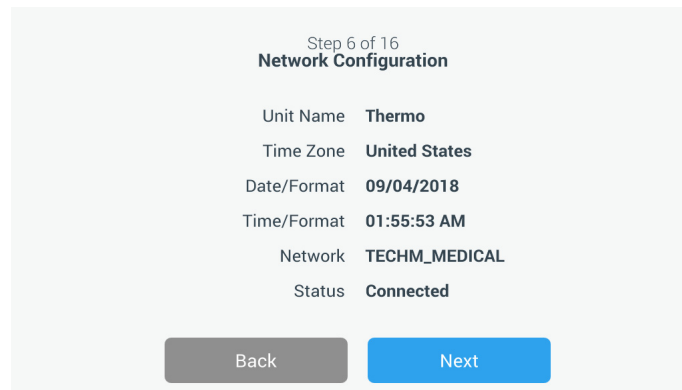 Step 6 of 16
Network Configuration
Unit Name Thermo
Time Zone United States
Date/Format 09/04/2018
Time/Format 01:55:53 AM
Network TECHM_MEDICAL
Status Connected
Back Next